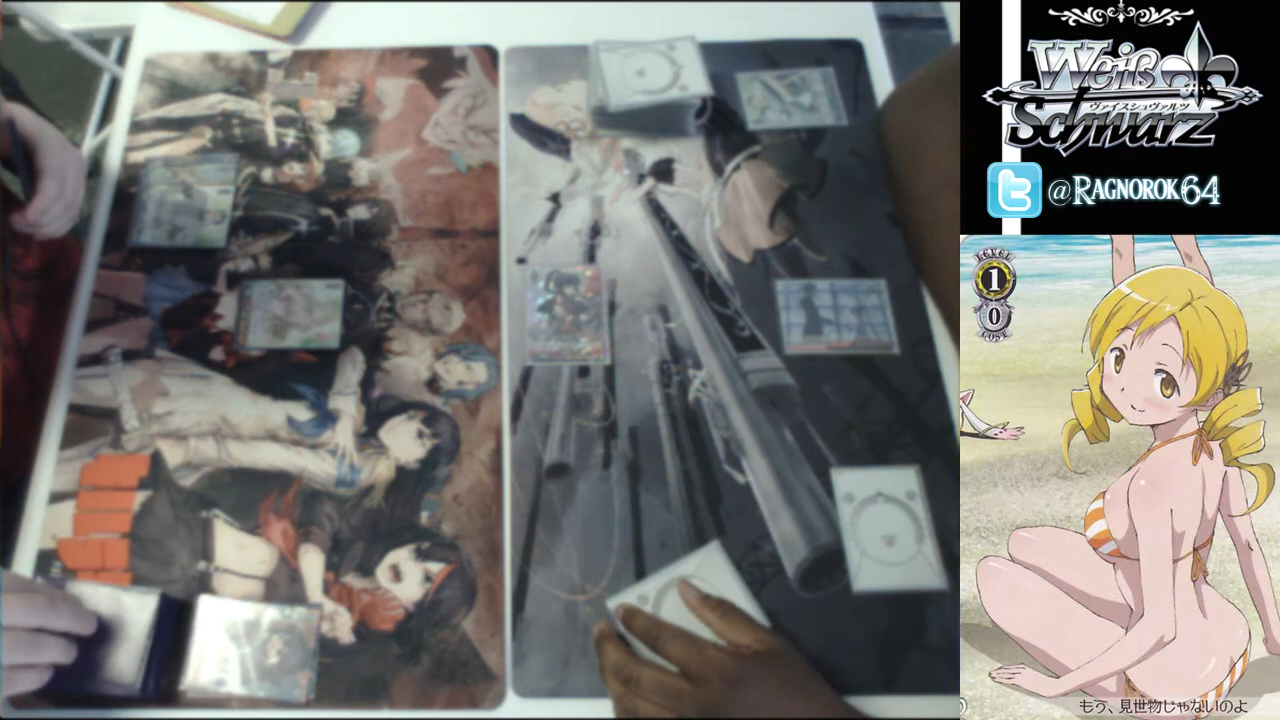 Weiß
ヴァイスシュヴァルツ
Schwarz
@Ragnorok64
LEVEL
1
0
COST
もう、見世物じゃないのよ